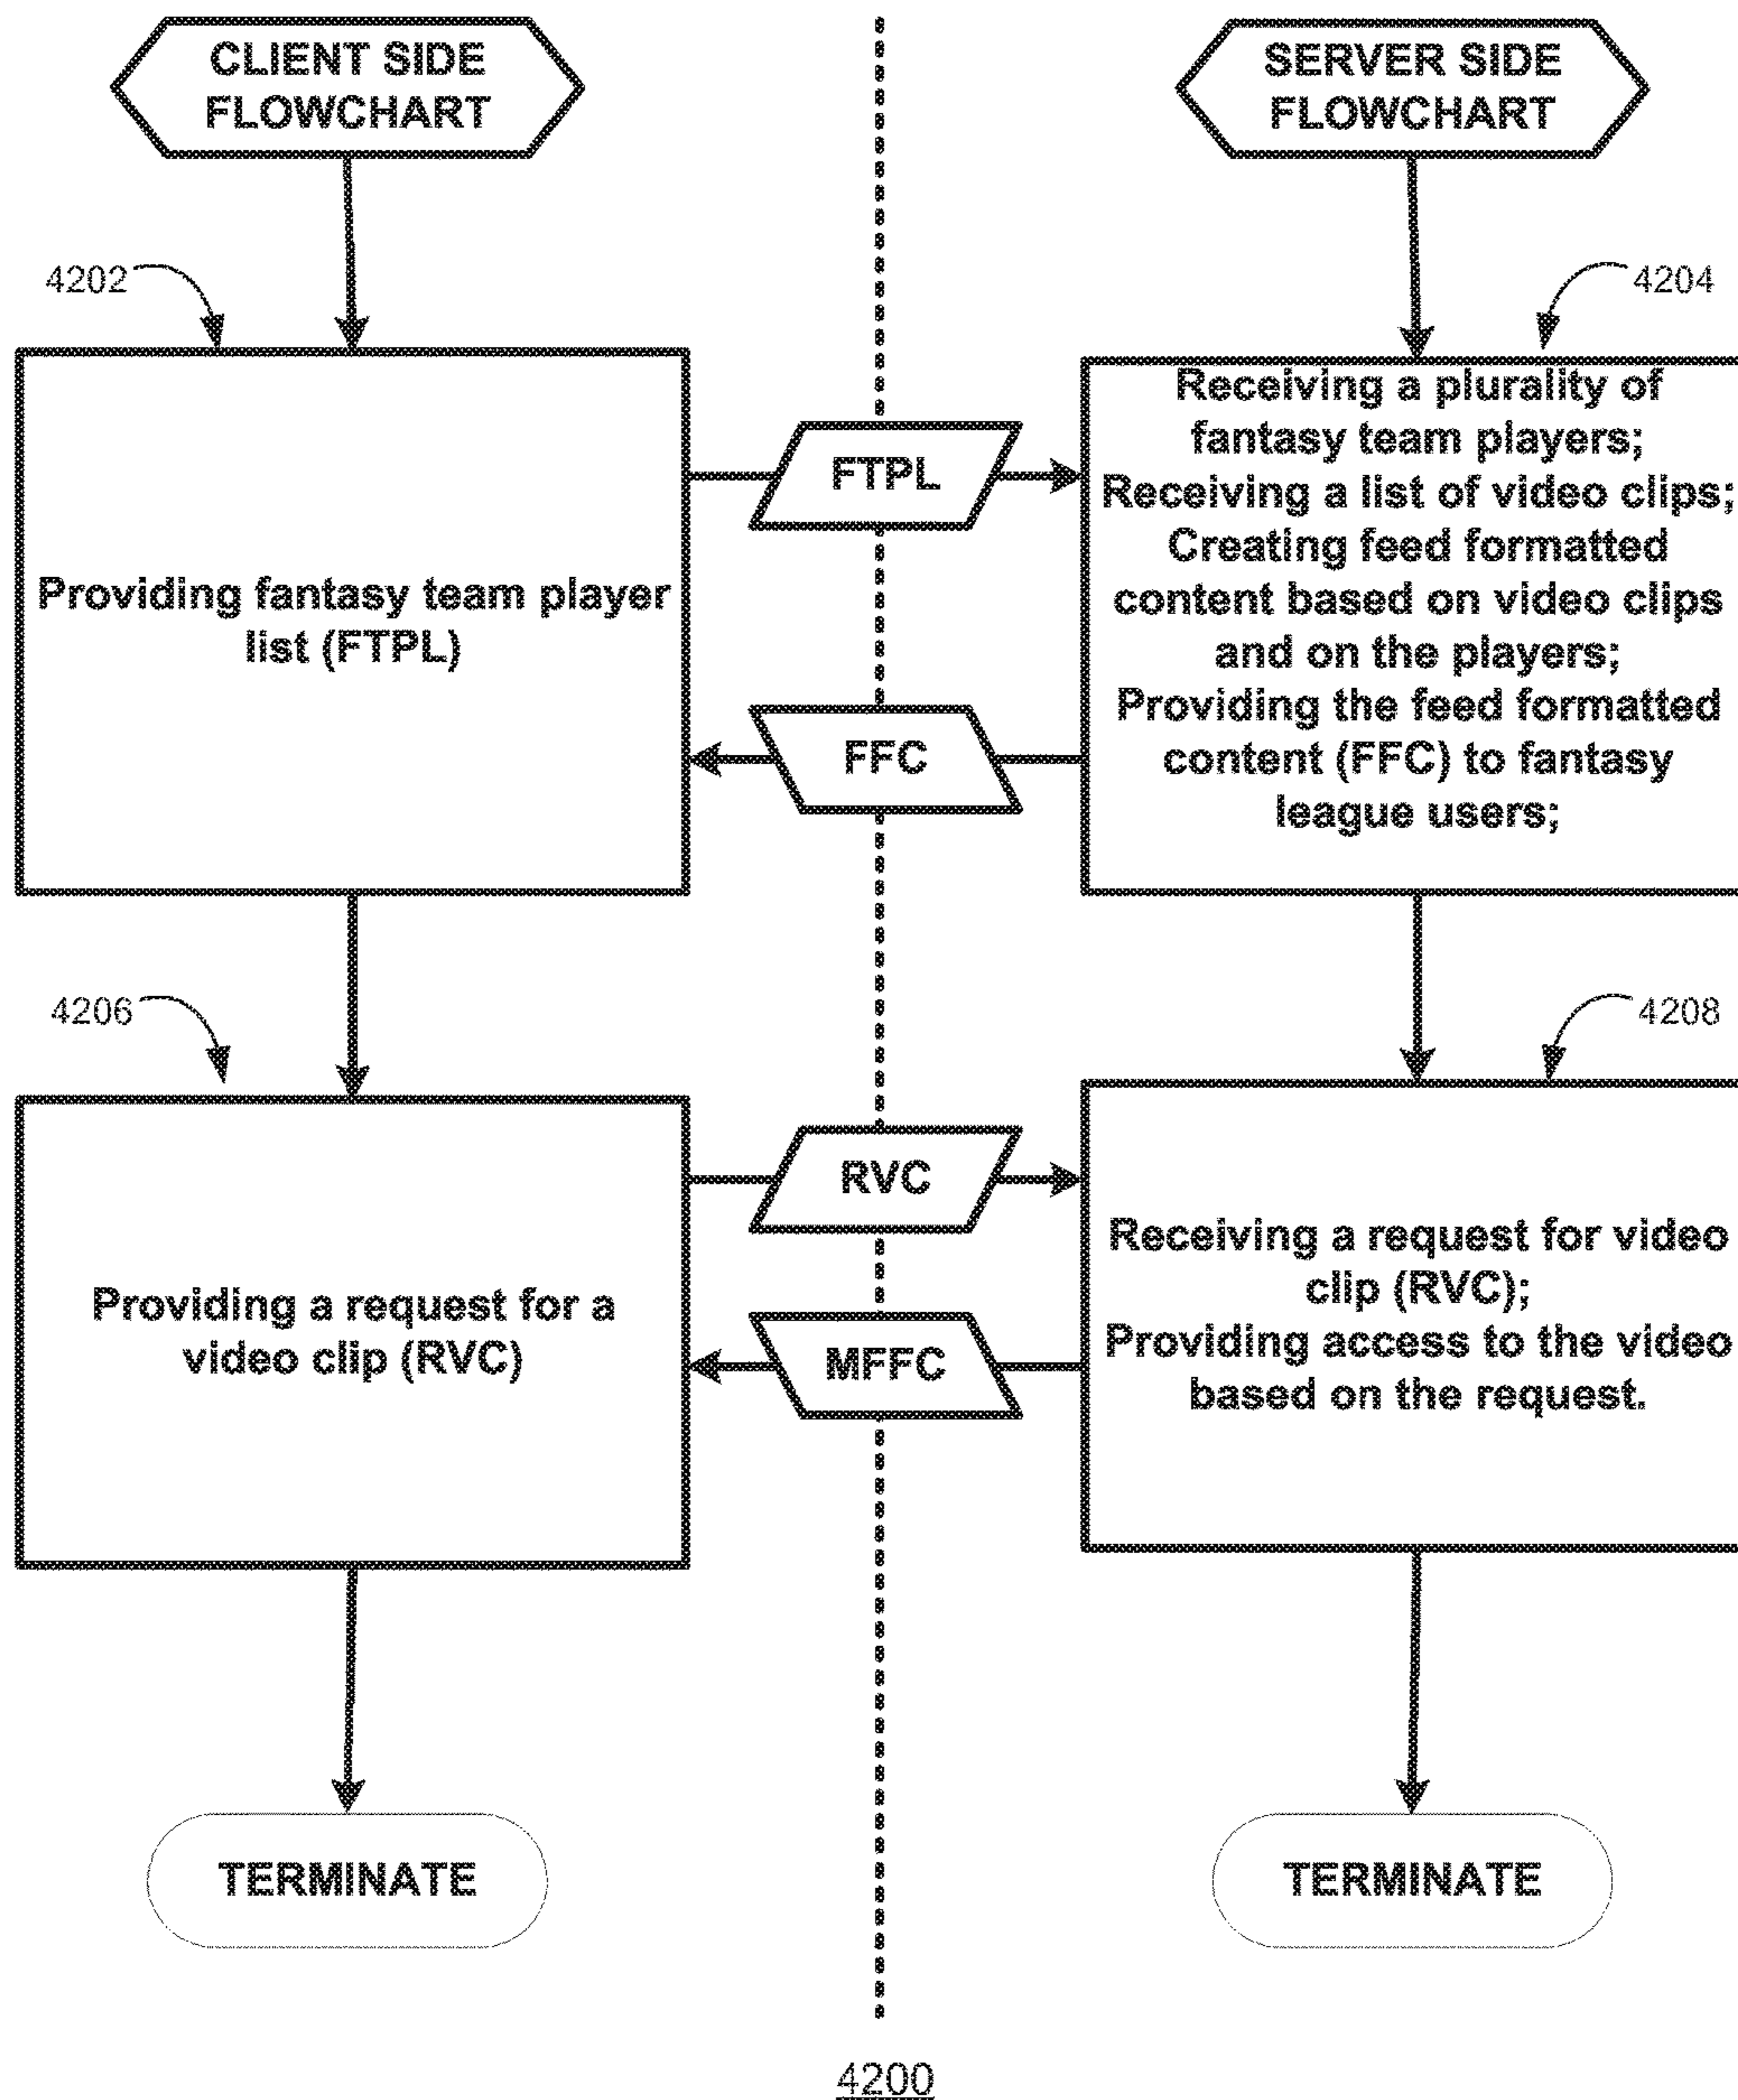 CLIENT SIDE
FLOWCHART
SERVER SIDE
FLOWCHART
4202
4204
Providing fantasy team player
list (FTPL)
FTPL
FFC
Receiving a plurality of
fantasy team players;
Receiving a list of video clips;
Creating feed formatted
content based on video clips
and on the players;
Providing the feed formatted
content (FFC) to fantasy
league users;
4206
4208
Providing a request for a
video clip (RVC)
RVC
MFFC
Receiving a request for video
clip (RVC);
Providing access to the video
based on the request.
TERMINATE
TERMINATE
4200